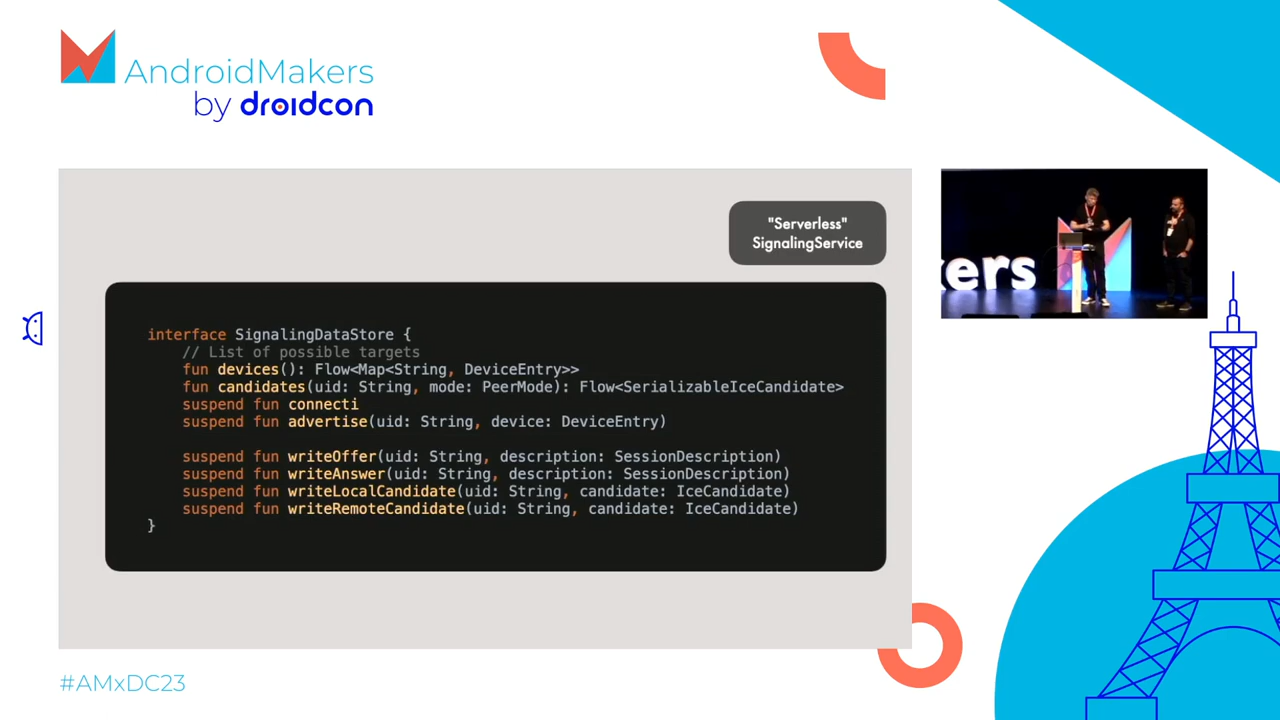 AndroidMakers
by droidcon
"Serverless"
SignalingService
interface SignalingDataStore {
// List of possible targets
fun devices(): Flow<Map<String, DeviceEntry>>
fun candidates(uid: String, mode: PeerMode): Flow<SerializableIceCandidate>
suspend fun connecti
suspend fun advertise(uid: String, device: DeviceEntry)
suspend fun writeOffer(uid: String, description: SessionDescription)
suspend fun writeAnswer(uid: String, description: SessionDescription)
suspend fun writeLocalCandidate(uid: String, candidate: IceCandidate)
suspend fun writeRemoteCandidate(uid: String, candidate: IceCandidate)
}
kers
#AMxDC23